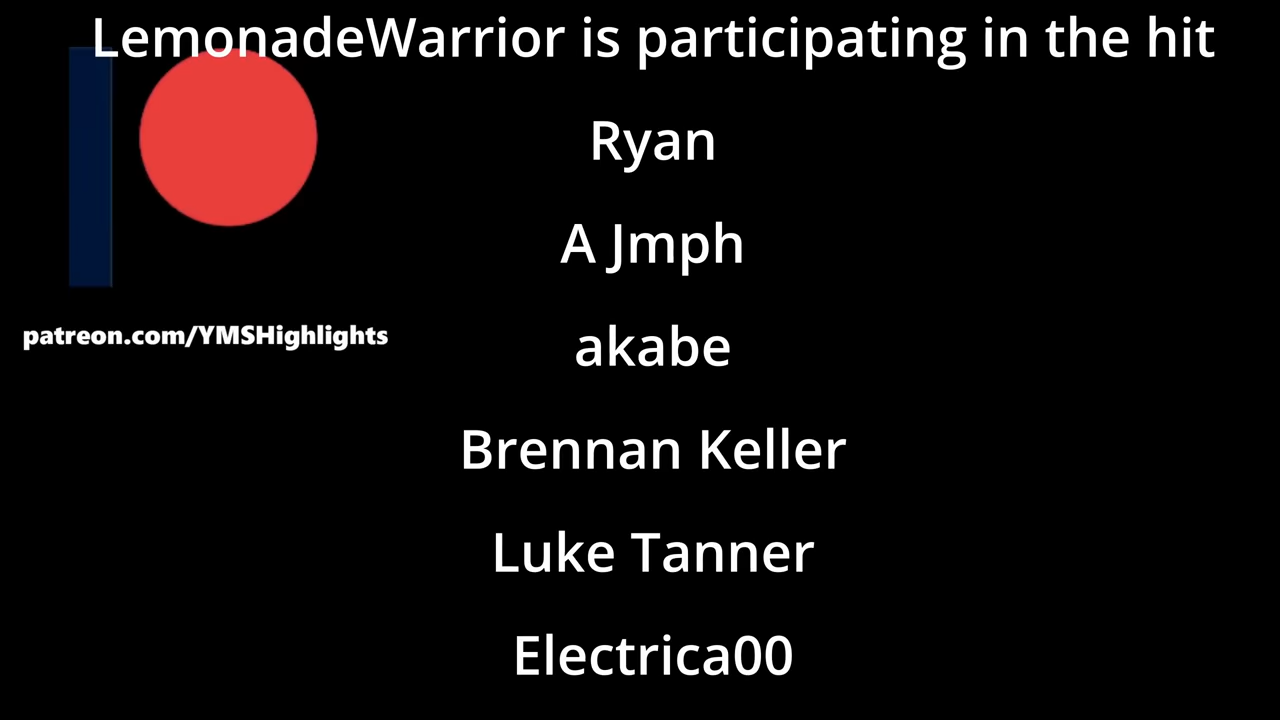 LemonadeWarrior is participating in the hit
Ryan
A Jmph
patreon.com/YMSHighlights
akabe
Brennan Keller
Luke Tanner
Electrica00